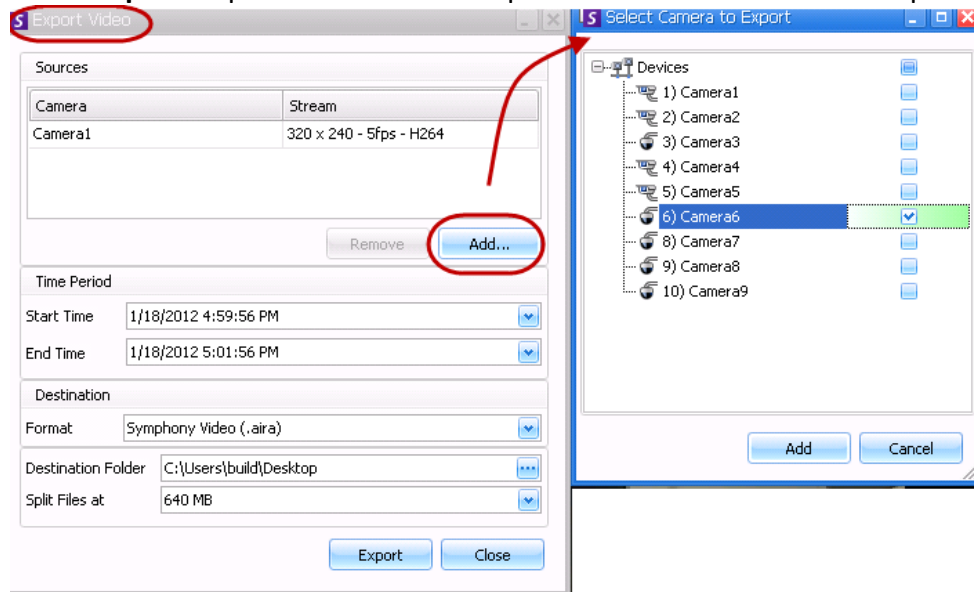 Export Video
Sources
Camera Stream
Camera1 320 x 240 - 5fps - H264
Remove Add...
Time Period
Start Time 1/18/2012 4:59:56 PM
End Time 1/18/2012 5:01:56 PM
Destination
Format Symphony Video (.aira)
Destination Folder C:\Users\build\Desktop
Split Files at 640 MB
Export Close
Select Camera to Export
Devices
1) Camera1
2) Camera2
3) Camera3
4) Camera4
5) Camera5
6) Camera6
8) Camera7
9) Camera8
10) Camera9
Add Cancel